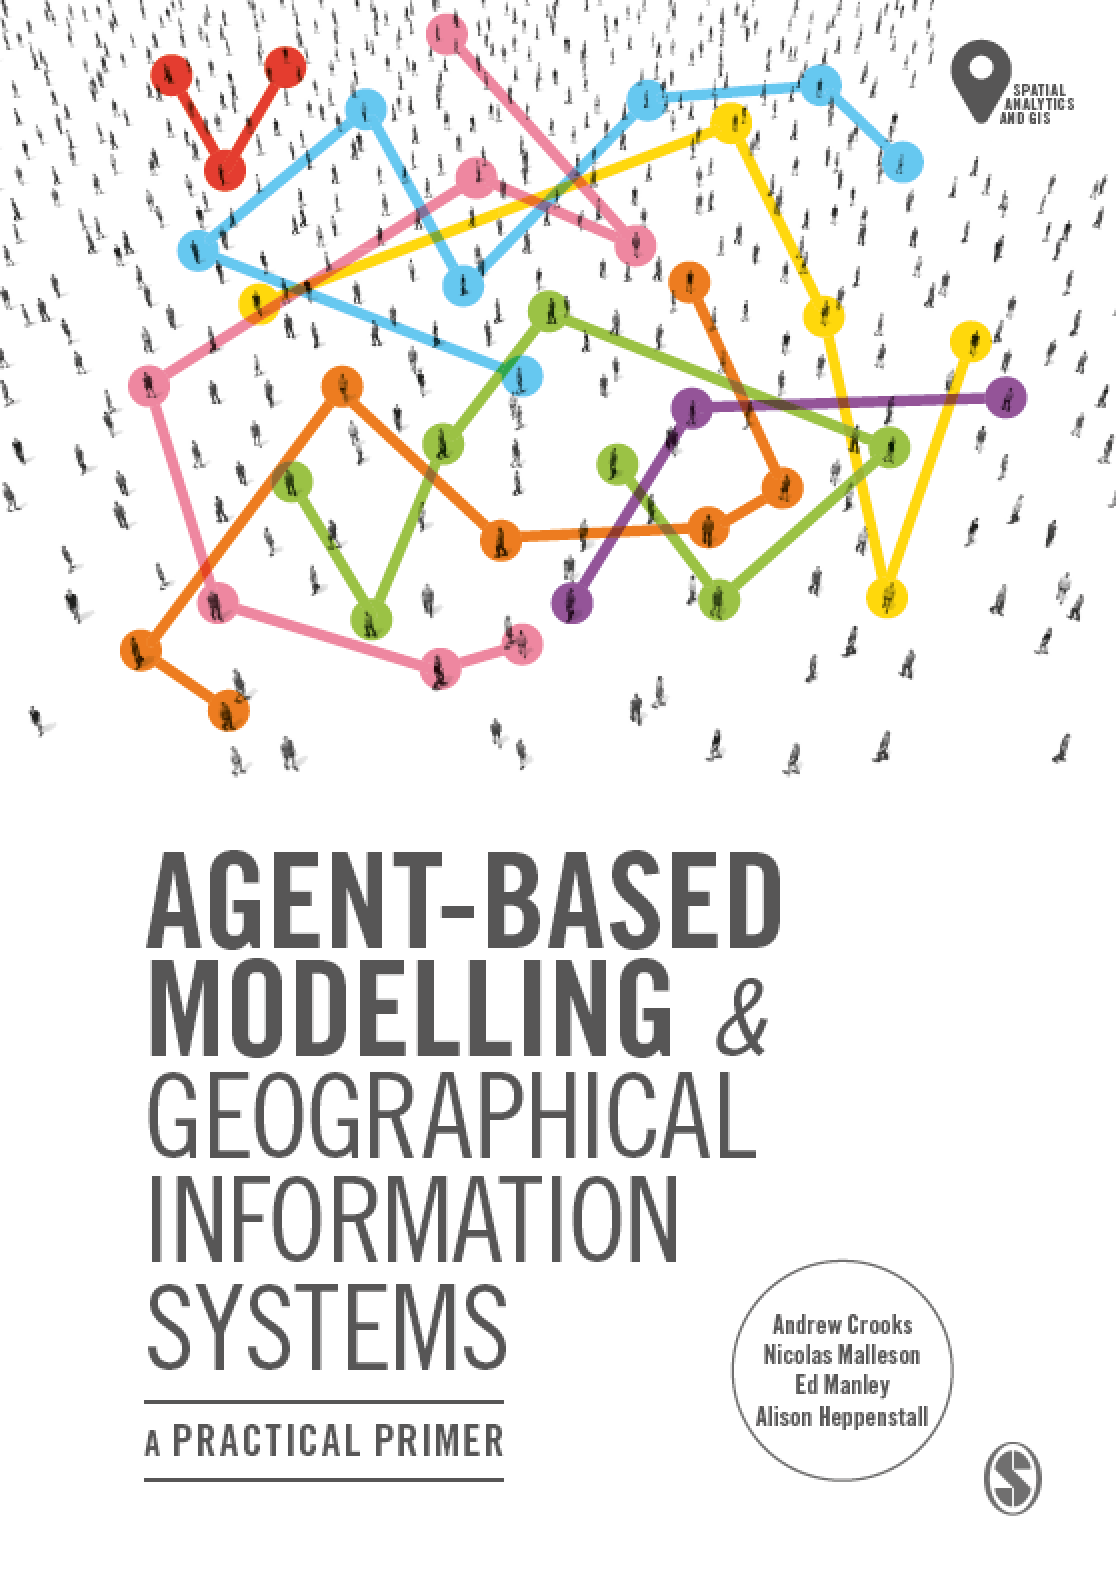 SPATIAL
ANALYTICS
AND GIS
AGENT-BASED
MODELLING &
GEOGRAPHICAL
INFORMATION
SYSTEMS
A PRACTICAL PRIMER
Andrew Crooks
Nicolas Malleson
Ed Manley
Alison Heppenstall
S